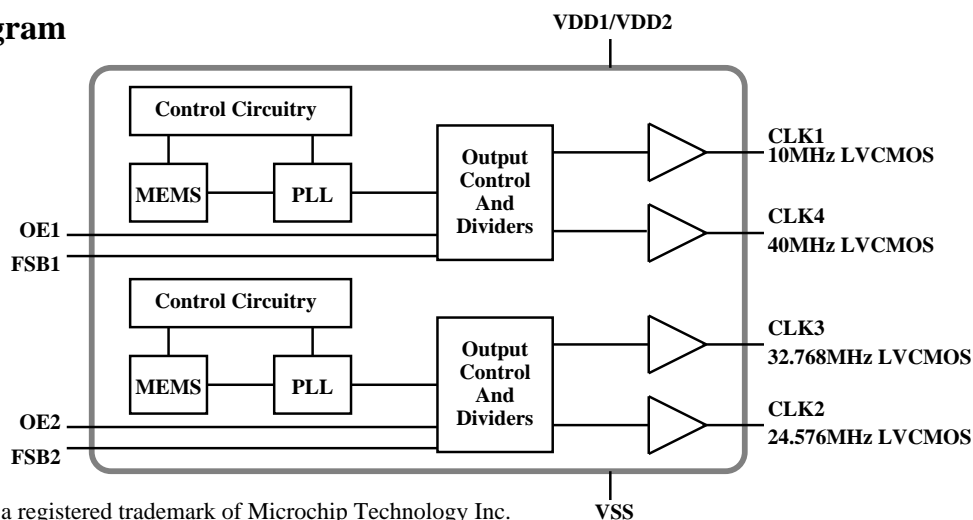 gram
VDD1/VDD2
Control Circuitry
MEMS
PLL
Output
Control
And
Dividers
CLK1
10MHz LVCMOS
CLK4
40MHz LVCMOS
OE1
FSB1
Control Circuitry
MEMS
PLL
Output
Control
And
Dividers
CLK3
32.768MHz LVCMOS
CLK2
24.576MHz LVCMOS
OE2
FSB2
VSS
a registered trademark of Microchip Technology Inc.